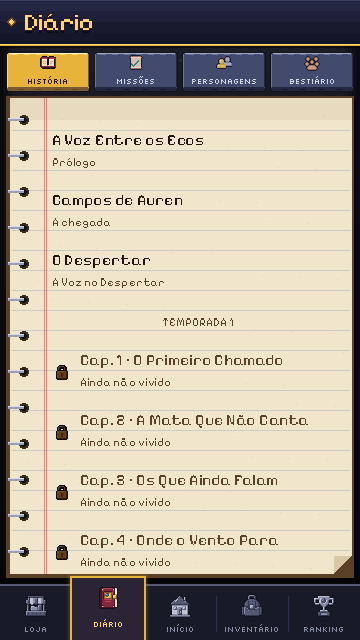 Diário
HISTÓRIA
MISSÕES
PERSONAGENS
BESTIÁRIO
A Voz Entre os Ecos
Prólogo
Campos de Auren
A chegada
O Despertar
A Voz no Despertar
TEMPORADA 1
Cap. 1 · O Primeiro Chamado
Ainda não vivido
Cap. 2 · A Mata Que Não Canta
Ainda não vivido
Cap. 3 · Os Que Ainda Falam
Ainda não vivido
Cap. 4 · Onde o Vento Para
Ainda não vivido
LOJA
DIÁRIO
INÍCIO
INVENTÁRIO
RANKING